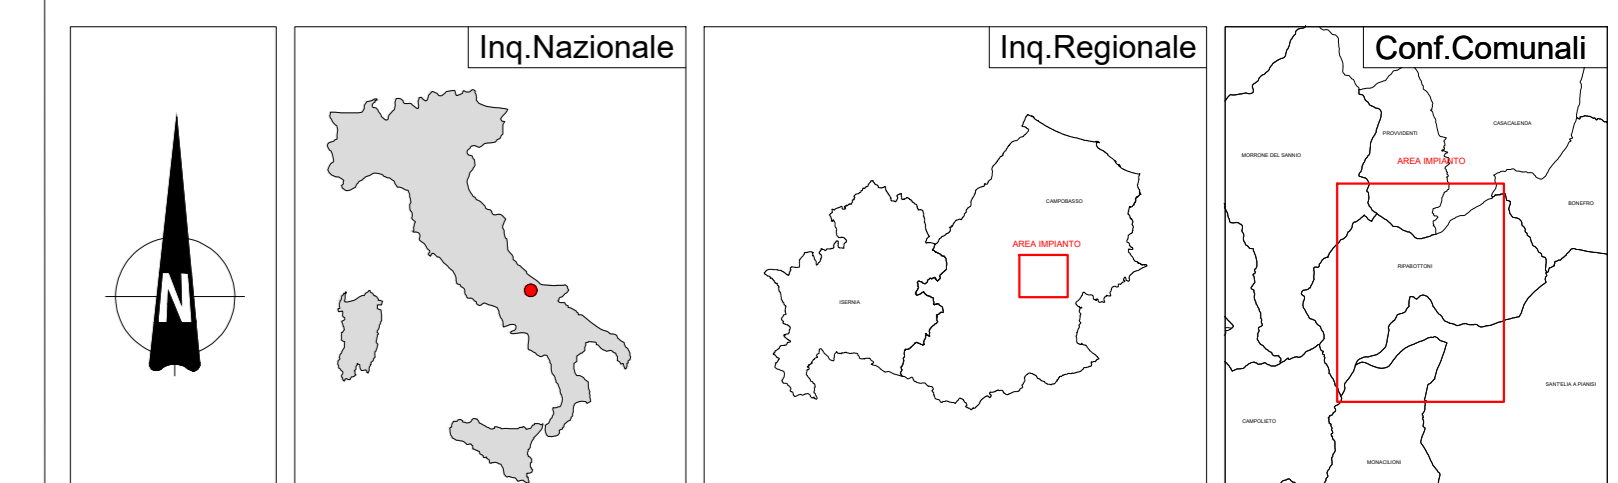 N
Inq.Nazionale
Inq.Regionale
CAMPOBASSO
AREA IMPIANTO
ISERNIA
Conf.Comunali
CASACALENDA
PROVVIDENTI
MORRONE DEL SANNIO
AREA IMPIANTO
BONEFRO
RIPABOTTONI
SANT'ELIA A PIANISI
CAMPOLIETO
MONACILIONI